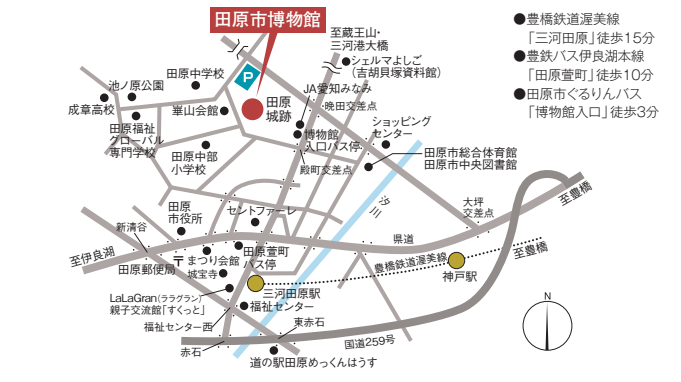 田原市博物館
●豊橋鉄道渥美線
「三河田原」徒歩15分
●豊鉄バス伊良湖本線
「田原萱町」徒歩10分
●田原市ぐるりんバス
「博物館入口」徒歩3分
至蔵王山・
三河港大橋
シェルマよしご
(吉胡貝塚資料館)
P
田原中学校
池ノ原公園
成章高校
崋山会館
田原
城跡
JA愛知みなみ
晩田交差点
ショッピング
センター
田原福祉
グローバル
専門学校
博物館
入口バス停
田原中部
小学校
殿町交差点
田原市総合体育館
田原市中央図書館
汐川
大坪
交差点
至豊橋
田原
市役所
セントファーレ
新清谷
県道
至伊良湖
〒
田原郵便局
まつり会館
田原萱町
バス停
城宝寺
豊橋鉄道渥美線
至豊橋
神戸駅
三河田原駅
LaLaGran(ララグラン)
親子交流館「すくっと」
福祉センター
福祉センター西
東赤石
赤石
国道259号
道の駅田原めっくんはうす
N